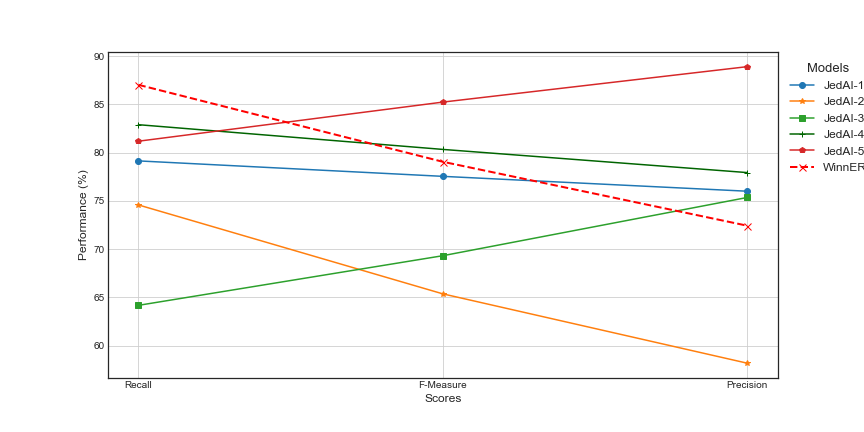 90
85
80
75
70
65
60
Performance (%)
Recall
F-Measure
Precision
Scores
Models
JedAI-1
JedAI-2
JedAI-3
JedAI-4
JedAI-5
WinnER